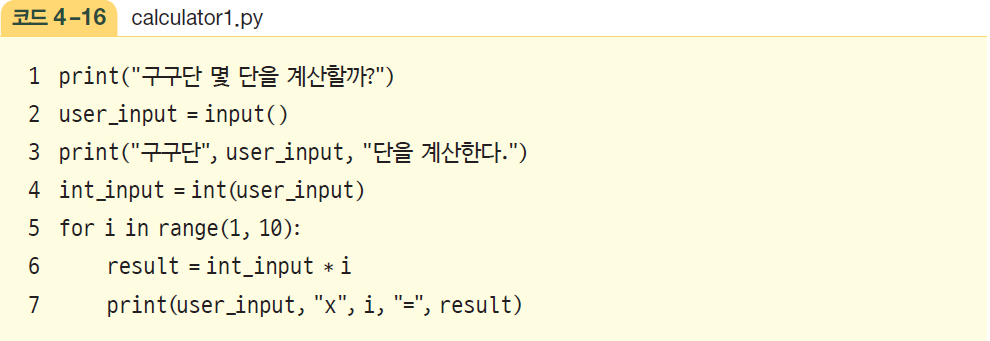 코드 4-16 calculator1.py
1 print("구구단 몇 단을 계산할까?")
2 user_input = input()
3 print("구구단", user_input, "단을 계산한다.")
4 int_input = int(user_input)
5 for i in range(1, 10):
6     result = int_input * i
7     print(user_input, "x", i, "=", result)